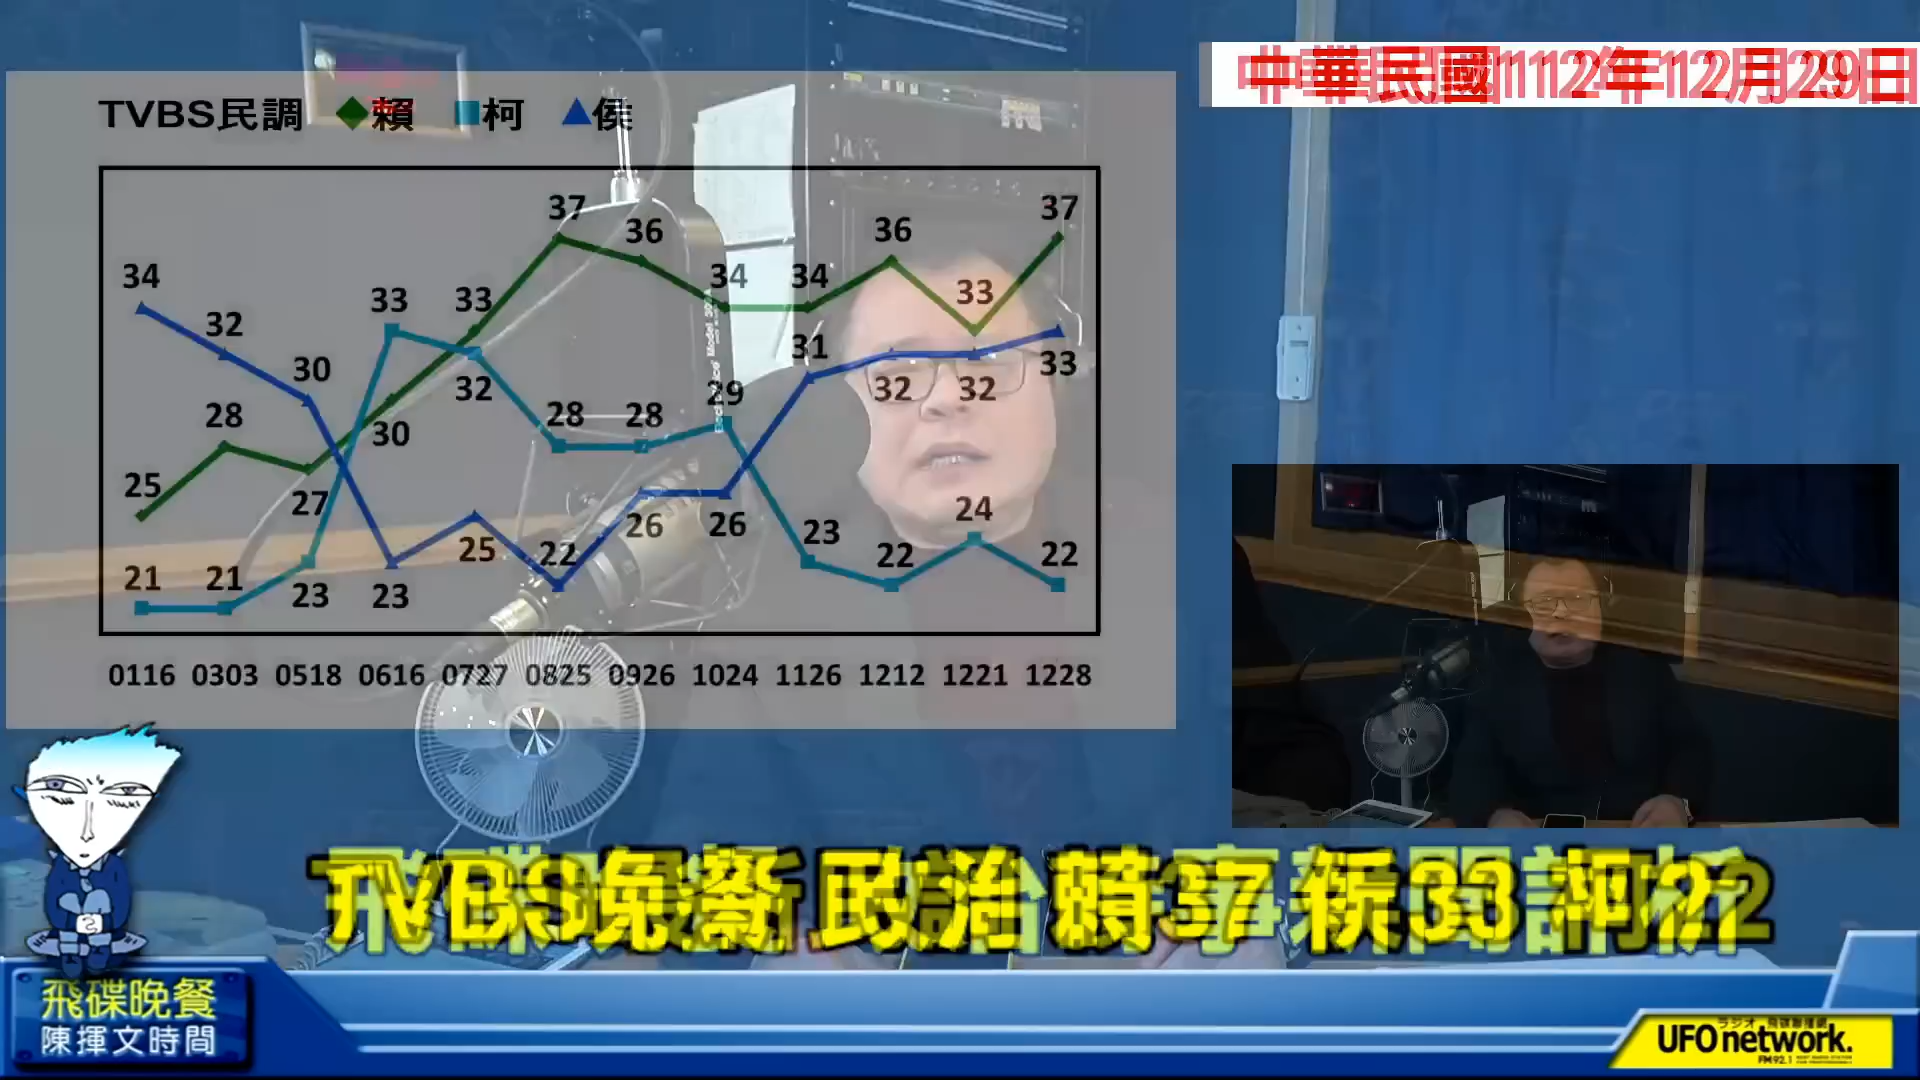 中華民國112年12月29日
TVBS民調 賴 柯 侯
37 36 34 34 36 33 37
34 32 30 33 33 31 32 32 33
28 30 32 28 28 29
25 27 25 22 26 26 23 22 24 22
21 21 23 23
0116 0303 0518 0616 0727 0825 0926 1024 1126 1212 1221 1228
飛碟晚餐
陳揮文時間
UFO network.
FM92.1